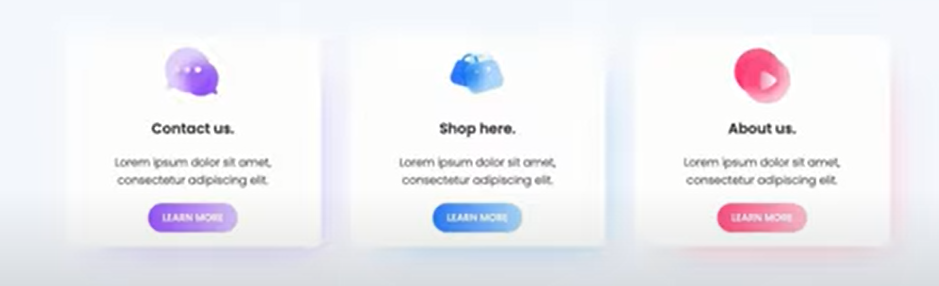 Contact us.
Lorem ipsum dolor sit amet,
consectetur adipiscing elit.
LEARN MORE
Shop here.
Lorem ipsum dolor sit amet,
consectetur adipiscing elit.
LEARN MORE
About us.
Lorem ipsum dolor sit amet,
consectetur adipiscing elit.
LEARN MORE